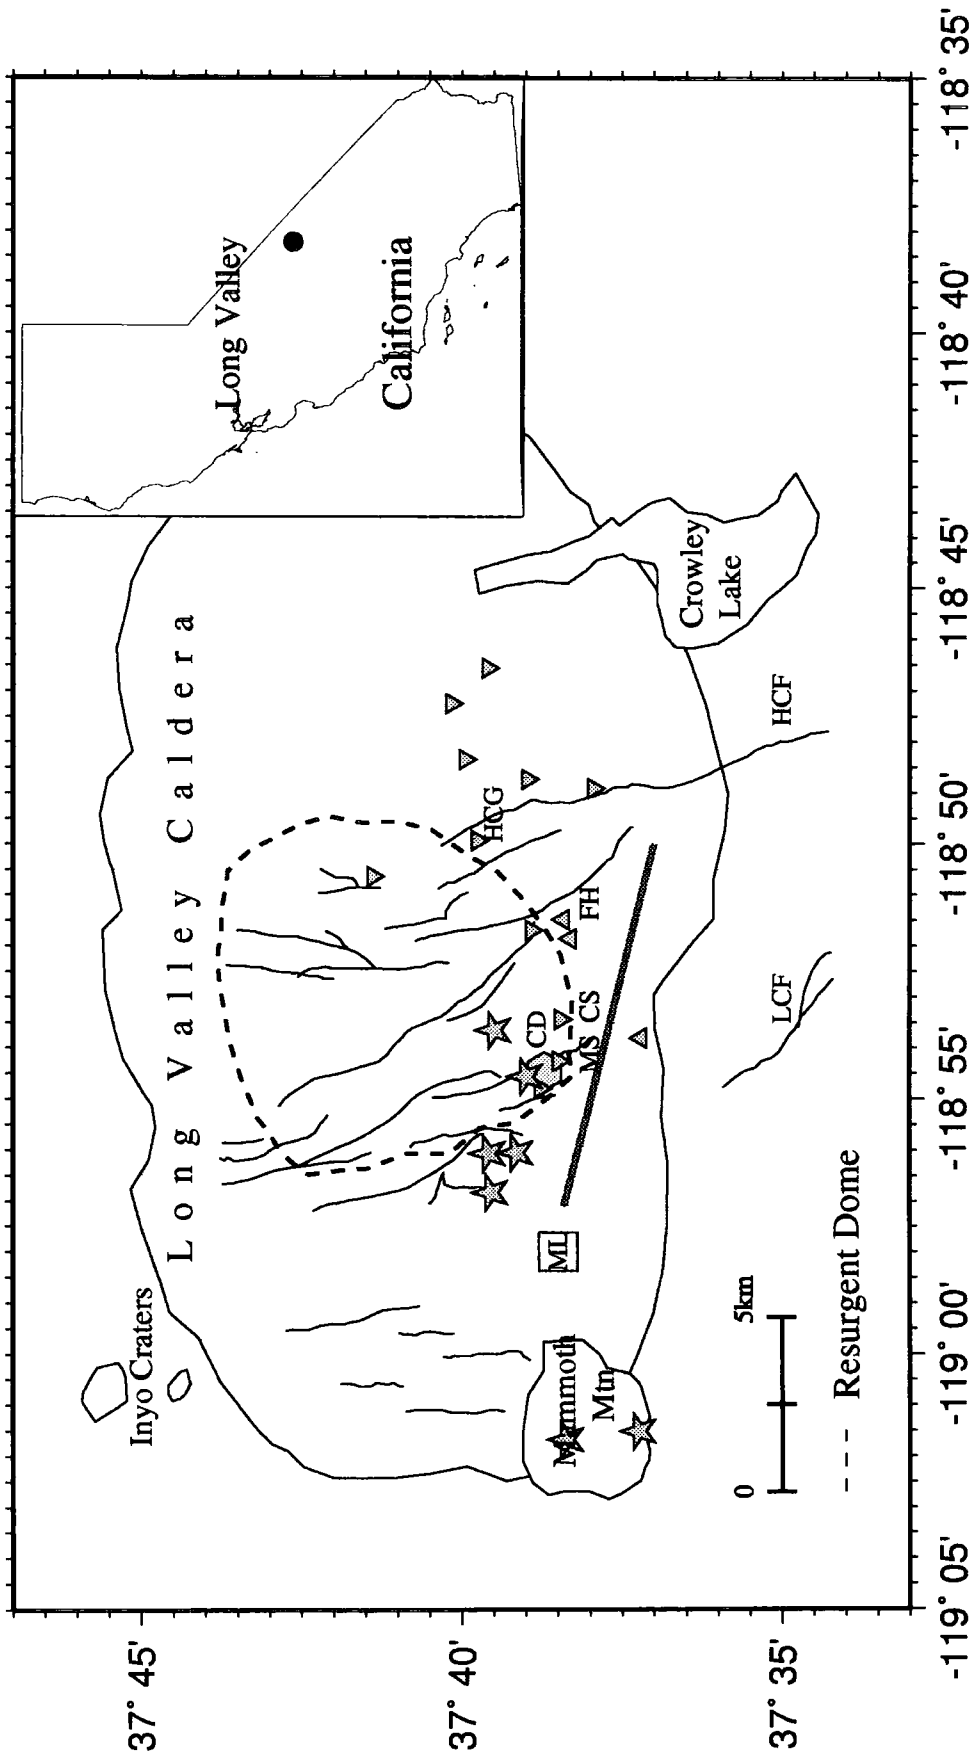 Long Valley
California
Inyo Craters
Long Valley Caldera
HCG
FH
CD
CS
MS
ML
Mammoth
Mtn
Crowley
Lake
HCF
LCF
0
5km
--- Resurgent Dome
37° 45'
37° 40'
37° 35'
-119° 05'
-119° 00'
-118° 55'
-118° 50'
-118° 45'
-118° 40'
-118° 35'